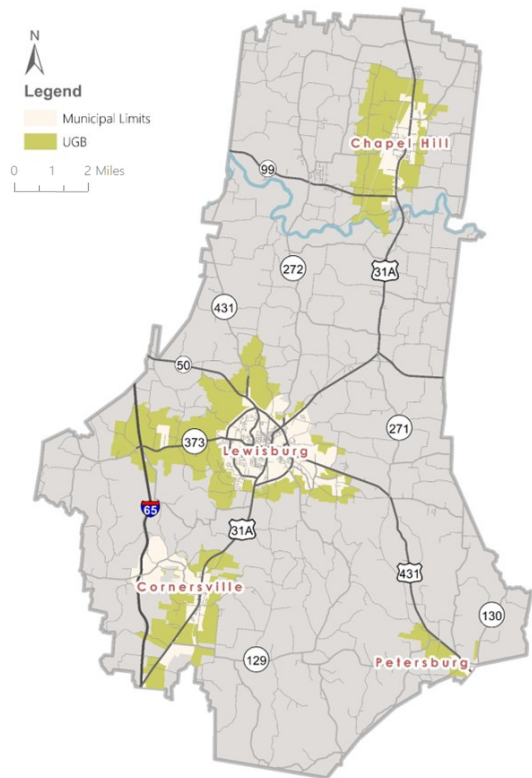 N
Legend
Municipal Limits
UGB
0 1 2 Miles
Chapel Hill
99
272
31A
431
50
271
373
Lewisburg
65
31A
431
Cornersville
130
129
Petersburg